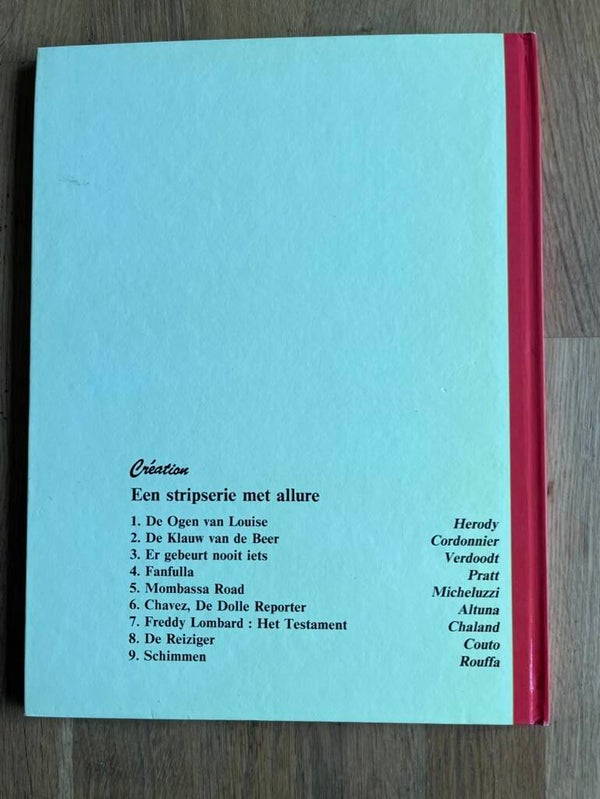 Création
Een stripserie met allure
1. De Ogen van Louise Herody
2. De Klauw van de Beer Cordonnier
3. Er gebeurt nooit iets Verdoodt
4. Fanfulla Pratt
5. Mombassa Road Micheluzzi
6. Chavez, De Dolle Reporter Altuna
7. Freddy Lombard : Het Testament Chaland
8. De Reiziger Couto
9. Schimmen Rouffa